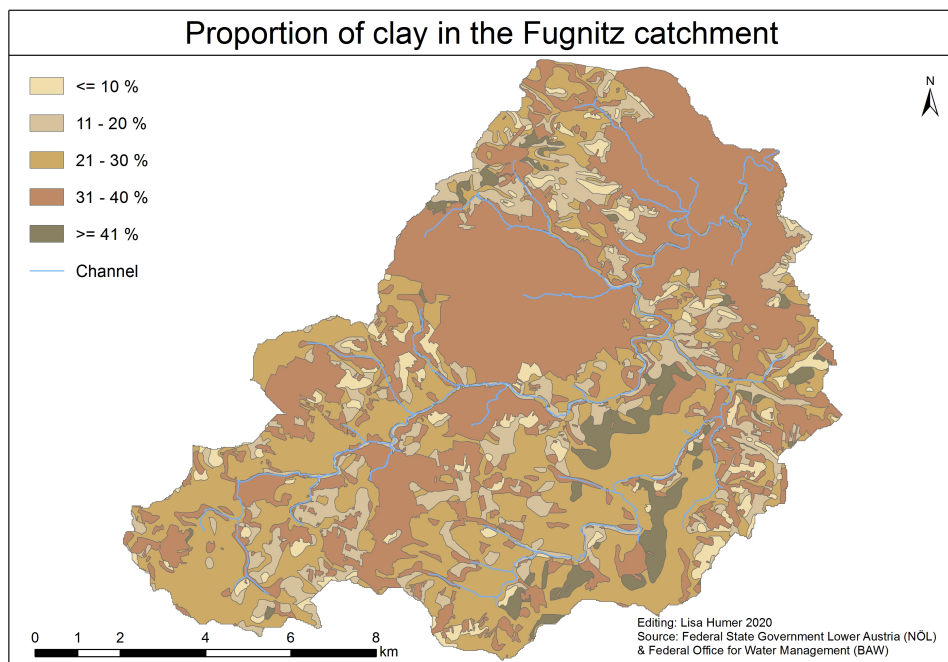 Proportion of clay in the Fugnitz catchment
<= 10 %
11 - 20 %
21 - 30 %
31 - 40 %
>= 41 %
Channel
N
0 1 2 4 6 8
km
Editing: Lisa Humer 2020
Source: Federal State Government Lower Austria (NÖL)
& Federal Office for Water Management (BAW)